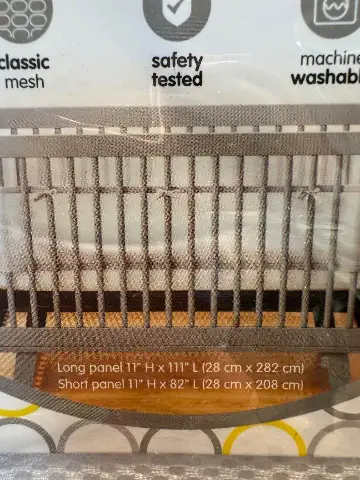 classic
mesh
safety
tested
machine
washab
Long panel 11" H x 111" L (28 cm x 282 cm)
Short panel 11" H x 82" L (28 cm x 208 cm)